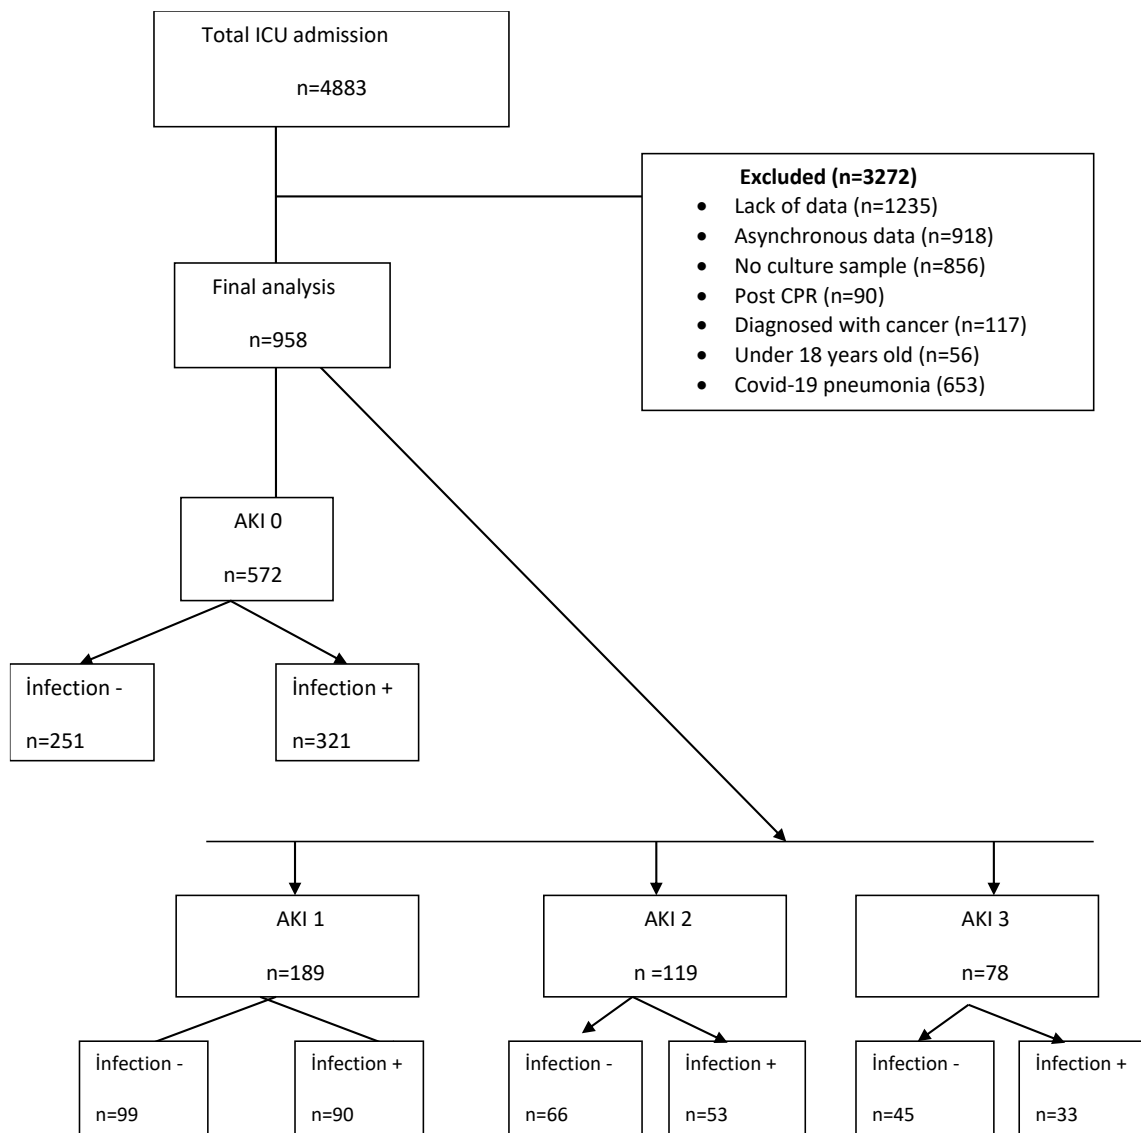 Total ICU admission
n=4883
Excluded (n=3272)
• Lack of data (n=1235)
• Asynchronous data (n=918)
• No culture sample (n=856)
• Post CPR (n=90)
• Diagnosed with cancer (n=117)
• Under 18 years old (n=56)
• Covid-19 pneumonia (653)
Final analysis
n=958
AKI 0
n=572
İnfection -
n=251
İnfection +
n=321
AKI 1
n=189
AKI 2
n =119
AKI 3
n=78
İnfection -
n=99
İnfection +
n=90
İnfection -
n=66
İnfection +
n=53
İnfection -
n=45
İnfection +
n=33